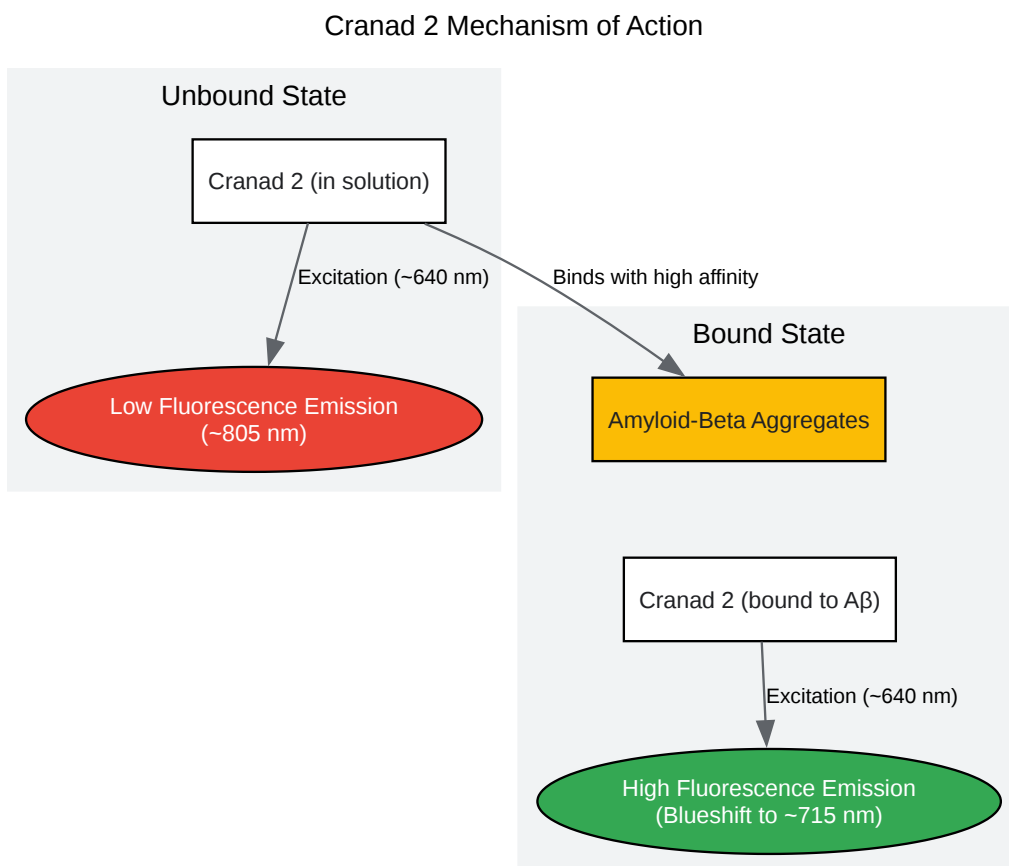 Cranad 2 Mechanism of Action
Unbound State
Cranad 2 (in solution)
Excitation (~640 nm)
Binds with high affinity
Low Fluorescence Emission
(~805 nm)
Bound State
Amyloid-Beta Aggregates
Cranad 2 (bound to Aβ)
Excitation (~640 nm)
High Fluorescence Emission
(Blueshift to ~715 nm)